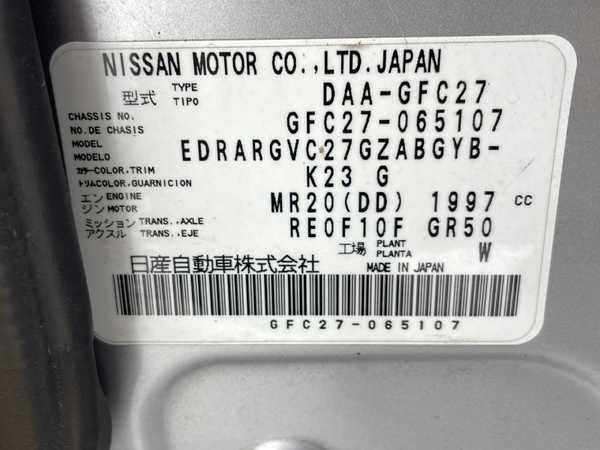 NISSAN MOTOR CO.,LTD.JAPAN
型式 TYPE TIPO DAA-GFC27
CHASSIS NO. NO.DE CHASIS GFC27-065107
MODEL MODELO EDRARGVC27GZABGYB-
カラー COLOR,TRIM トリム COLOR,GUARNICION K23 G
エンジン ENGINE MOTOR MR20(DD) 1997 CC
ミッション TRANS.,AXLE アクスル TRANS.,EJE RE0F10F GR50
工場 PLANT PLANTA W
日産自動車株式会社 MADE IN JAPAN
GFC27-065107